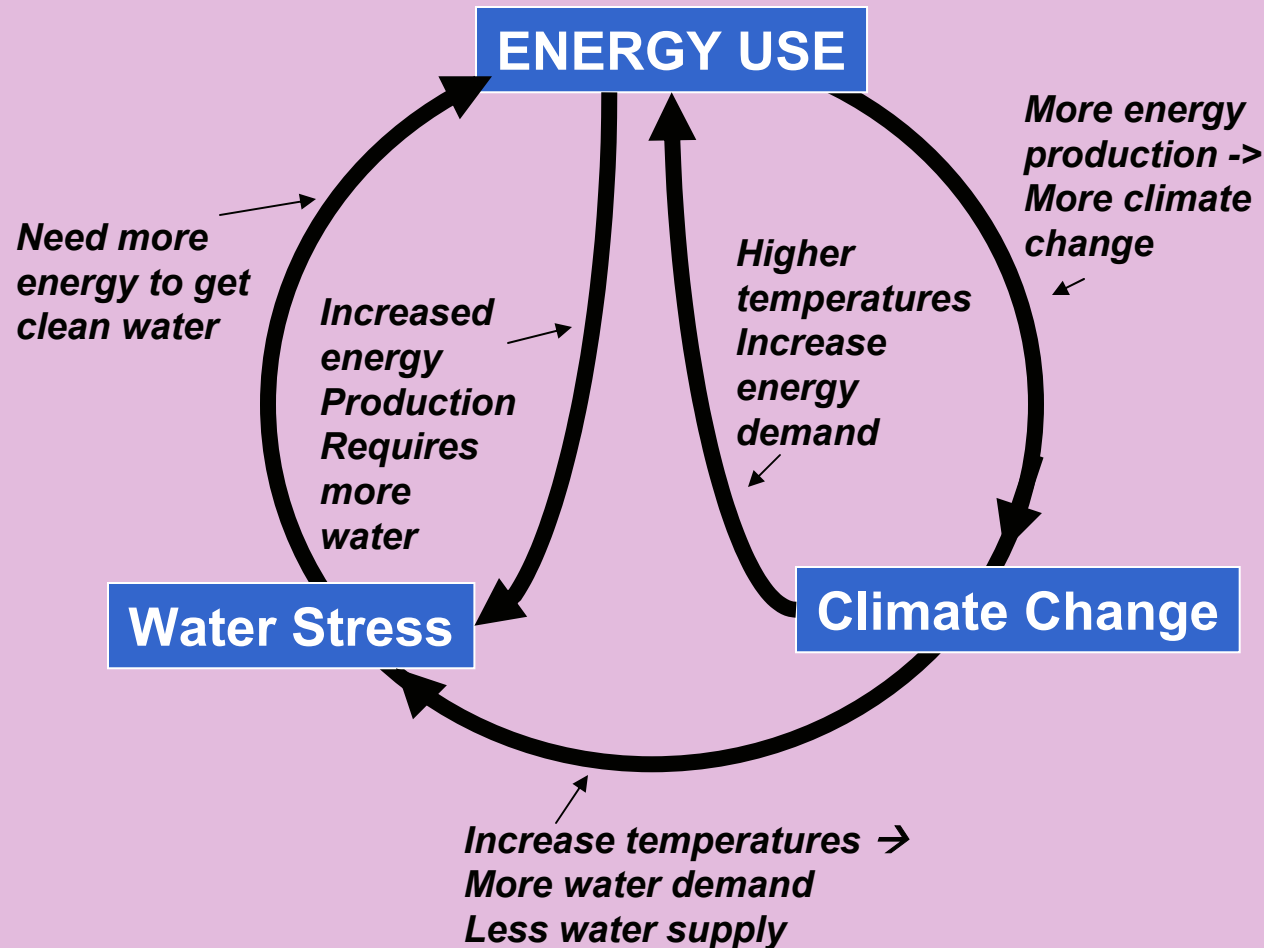 ENERGY USE
More energy
production ->
More climate
change
Need more
energy to get
clean water
Higher
temperatures
Increase
energy
demand
Increased
energy
Production
Requires
more
water
Water Stress
Climate Change
Increase temperatures →
More water demand
Less water supply